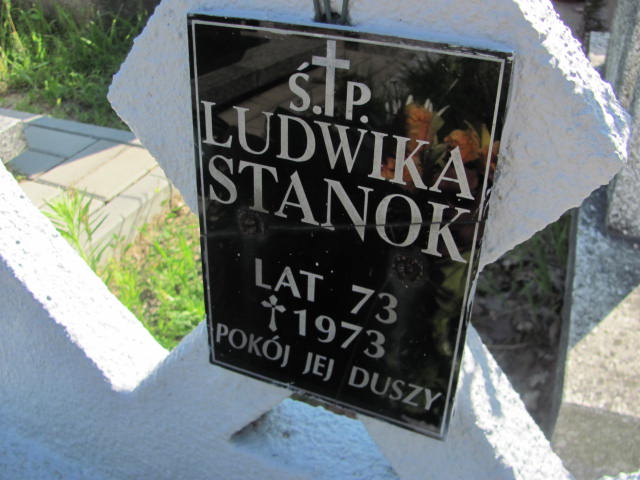 Ś.P.
LUDWIKA
STANOK
LAT 73
1973
POKÓJ JEJ DUSZY